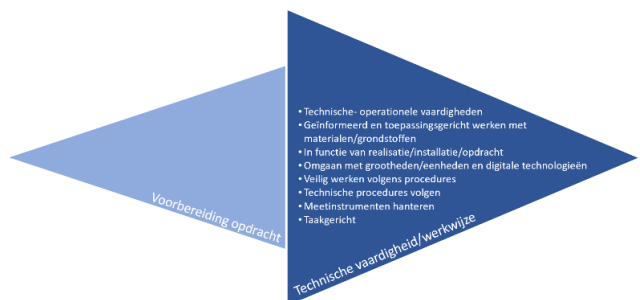 • Technische- operationele vaardigheden
• Geïnformeerd en toepassingsgericht werken met
materialen/grondstoffen
• In functie van realisatie/installatie/opdracht
• Omgaan met grootheden/eenheden en digitale technologieën
• Veilig werken volgens procedures
• Technische procedures volgen
• Meetinstrumenten hanteren
• Taakgericht
Voorbereiding opdracht
Technische vaardigheid/werkwijze